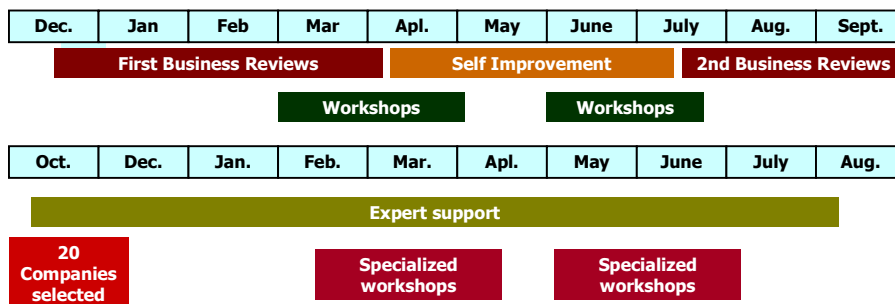 Dec. Jan Feb Mar Apl. May June July Aug. Sept.
First Business Reviews Self Improvement 2nd Business Reviews
Workshops Workshops
Oct. Dec. Jan. Feb. Mar. Apl. May June July Aug.
Expert support
20
Companies
selected
Specialized
workshops
Specialized
workshops